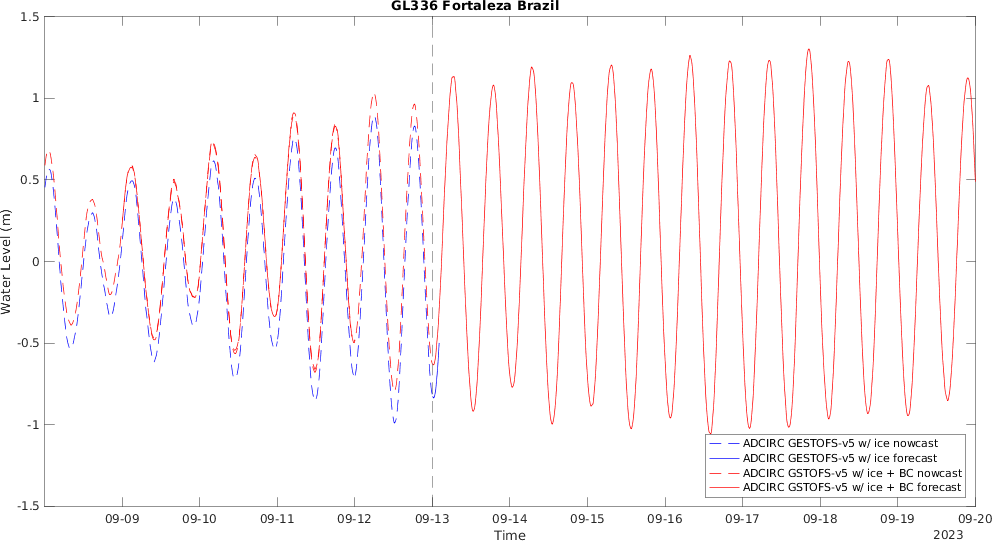 GL336 Fortaleza Brazil
1.5
1
0.5
0
-0.5
-1
-1.5
Water Level (m)
09-09 09-10 09-11 09-12 09-13 09-14 09-15 09-16 09-17 09-18 09-19 09-20
Time
2023
ADCIRC GESTOFS-v5 w/ ice nowcast
ADCIRC GESTOFS-v5 w/ ice forecast
ADCIRC GSTOFS-v5 w/ ice + BC nowcast
ADCIRC GSTOFS-v5 w/ ice + BC forecast